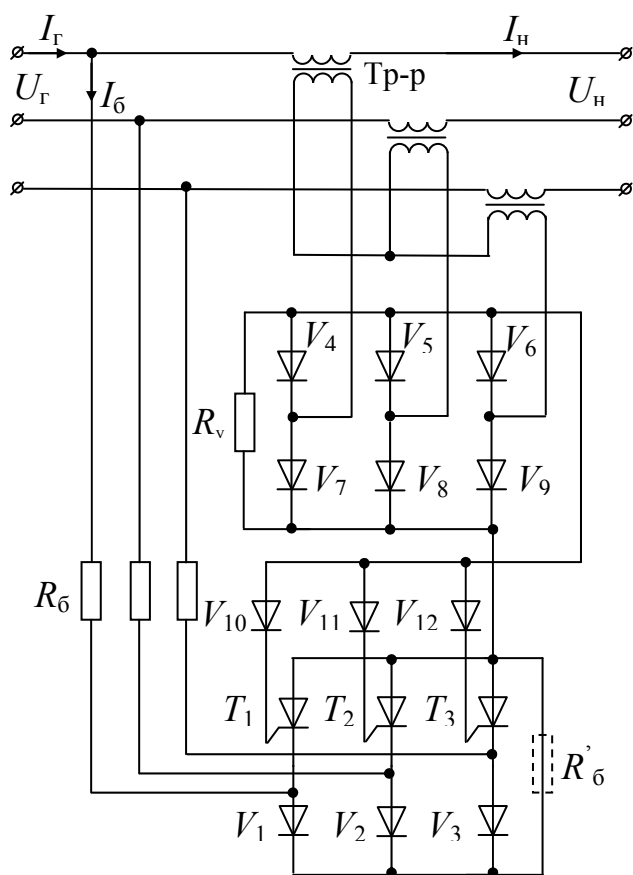 Iг Iн
Тр-р
Uг Iб Uн
V4 V5 V6
Rv
V7 V8 V9
Rб V10 V11 V12
T1 T2 T3
R’б
V1 V2 V3